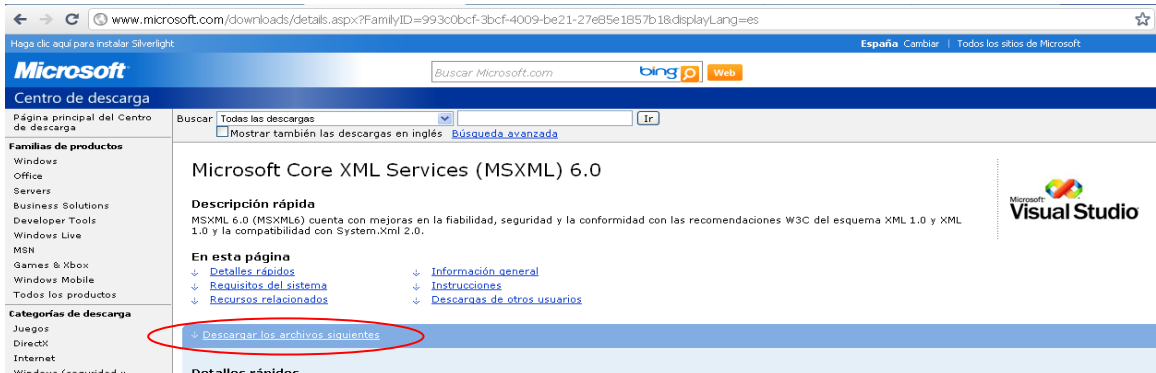 www.microsoft.com/downloads/details.aspx?FamilyID=993c0bcf-3bcf-4009-be21-27e85e1857b1&displayLang=es
Haga clic aquí para instalar Silverlight
España Cambiar | Todos los sitios de Microsoft
Microsoft
Buscar Microsoft.com
bing
Web
Centro de descarga
Página principal del Centro
de descarga
Buscar Todas las descargas
Ir
Mostrar también las descargas en inglés Búsqueda avanzada
Familias de productos
Windows
Office
Servers
Business Solutions
Developer Tools
Windows Live
MSN
Games & Xbox
Windows Mobile
Todos los productos
Categorías de descarga
Juegos
DirectX
Internet
Windows (seguridad y
Microsoft Core XML Services (MSXML) 6.0
Microsoft
Visual Studio
Descripción rápida
MSXML 6.0 (MSXML6) cuenta con mejoras en la fiabilidad, seguridad y la conformidad con las recomendaciones W3C del esquema XML 1.0 y XML
1.0 y la compatibilidad con System.Xml 2.0.
En esta página
Detalles rápidos
Información general
Requisitos del sistema
Instrucciones
Recursos relacionados
Descargas de otros usuarios
Descargar los archivos siguientes
Detalles rápidos